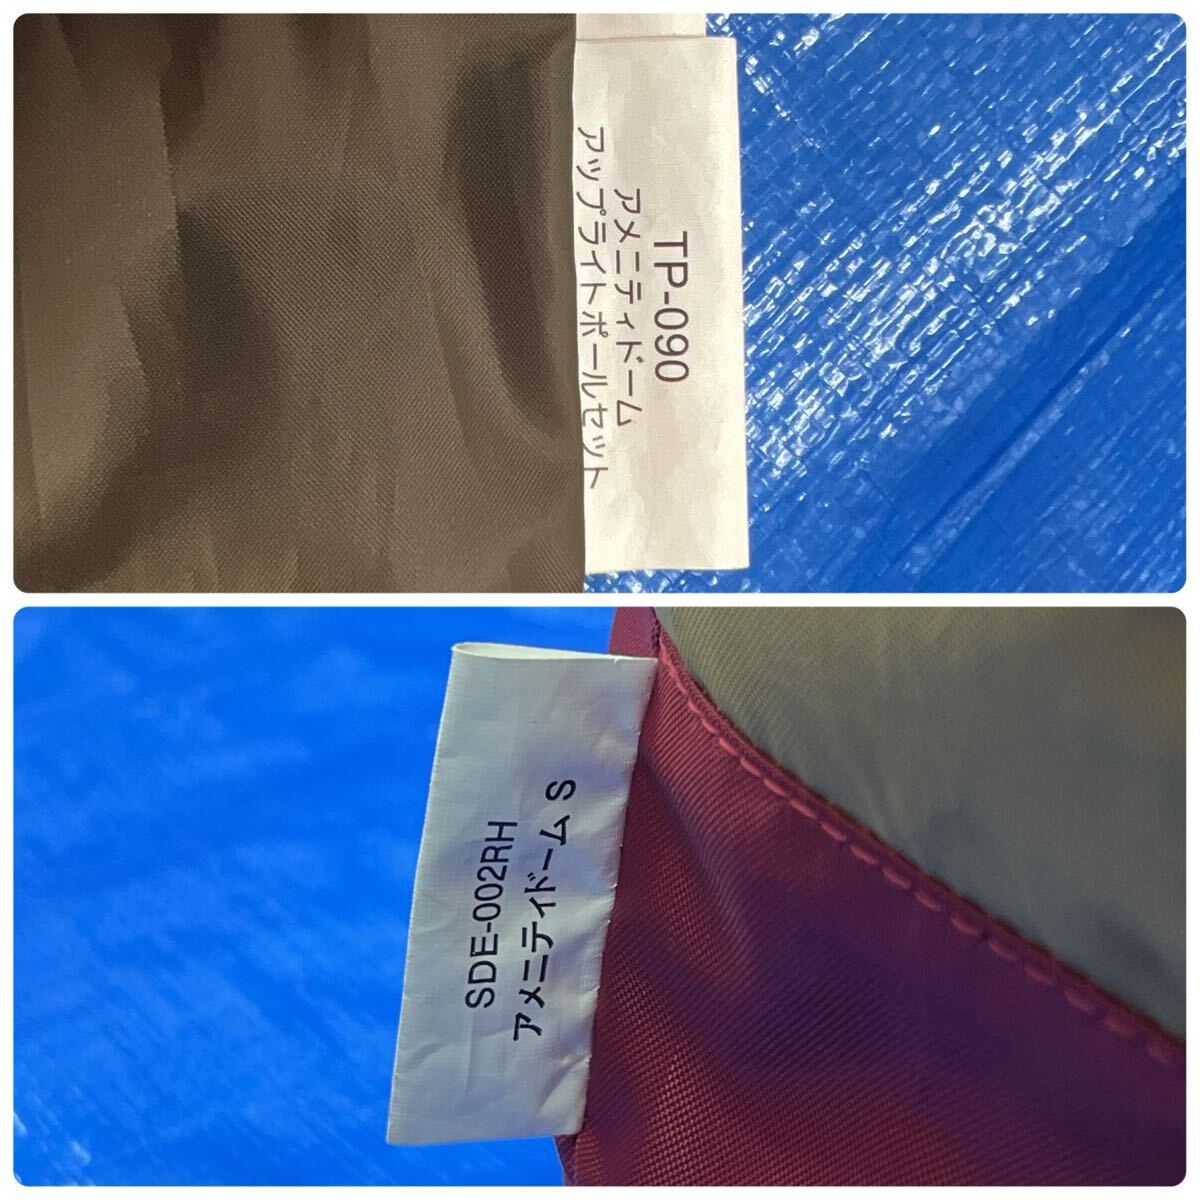 TP-090
アメニティドーム
アップライトポールセット
SDE-002RH
アメニティドーム S